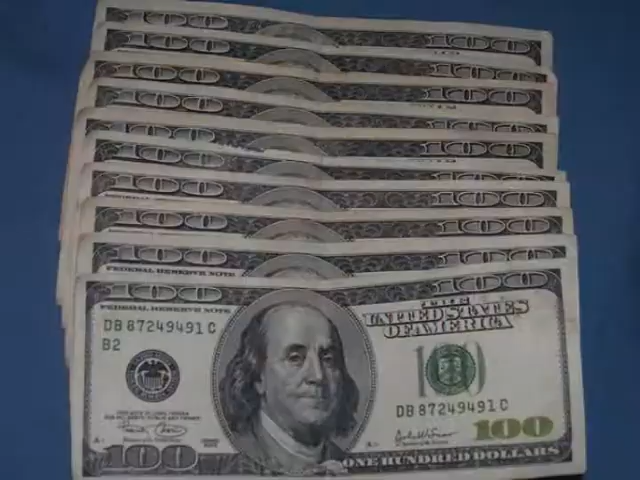 100 100
100 100
100 100
100 100
100 100
100 100
100 100
100 100
100 100
FEDERAL RESERVE NOTE
100 100
FEDERAL RESERVE NOTE
THE
UNITED STATES
OF AMERICA
DB 87249491 C
B2
100
DB 87249491 C
100
100
ONE HUNDRED DOLLARS